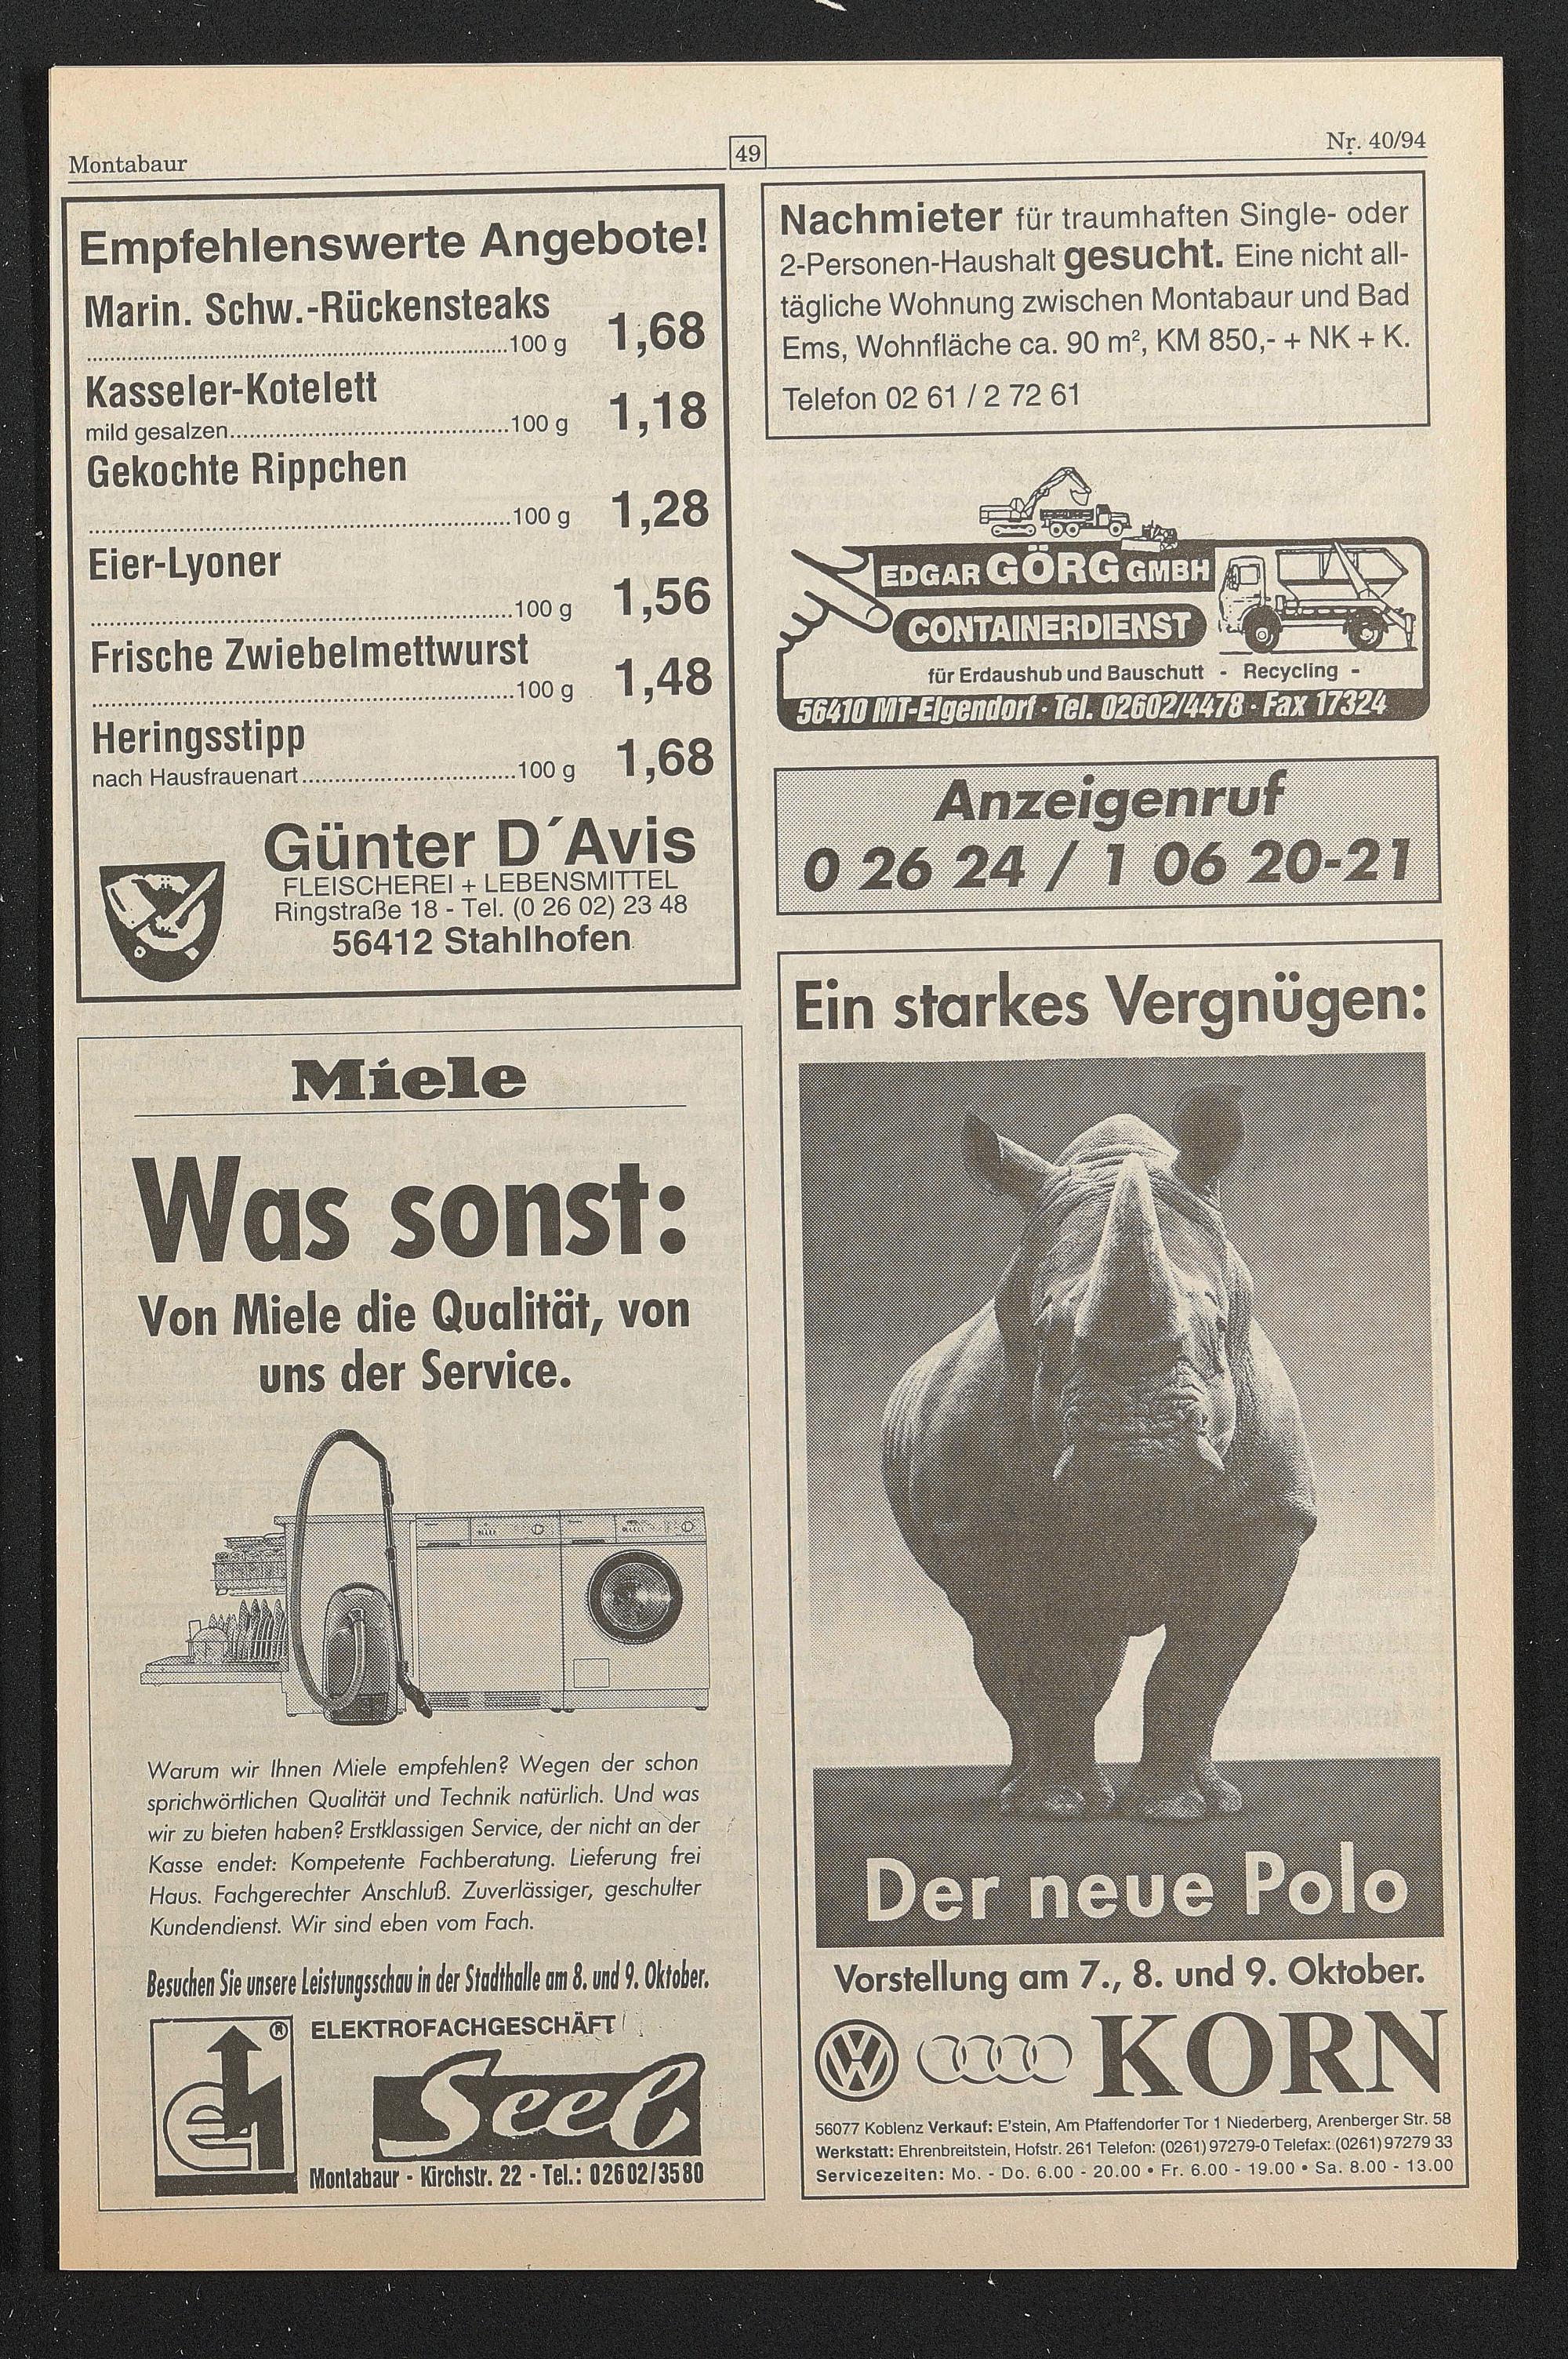 Montabaur
49
Nr. 40/94
Empfehlenswerte Angebote!
Marin. Schw.-Rückensteaks
100 g 1,68
Kasseler-Kotelett
mild gesalzen 100 g 1,18
Gekochte Rippchen
100 g 1,28
Eier-Lyoner
100 g 1,56
Frische Zwiebelmettwurst
100 g 1,48
Heringsstipp
nach Hausfrauenart 100 g 1,68
Günter D´Avis
FLEISCHEREI + LEBENSMITTEL
Ringstraße 18 - Tel. (0 26 02) 23 48
56412 Stahlhofen
Miele
Was sonst:
Von Miele die Qualität, von
uns der Service.
Warum wir Ihnen Miele empfehlen? Wegen der schon
sprichwörtlichen Qualität und Technik natürlich. Und was
wir zu bieten haben? Erstklassigen Service, der nicht an der
Kasse endet: Kompetente Fachberatung. Lieferung frei
Haus. Fachgerechter Anschluß. Zuverlässiger, geschulter
Kundendienst. Wir sind eben vom Fach.
Besuchen Sie unsere Leistungsschau in der Stadthalle am 8. und 9. Oktober.
®
ELEKTROFACHGESCHÄFT
Seel
Montabaur - Kirchstr. 22 - Tel.: 02602/3580
Nachmieter für traumhaften Single- oder
2-Personen-Haushalt gesucht. Eine nicht all-
tägliche Wohnung zwischen Montabaur und Bad
Ems, Wohnfläche ca. 90 m², KM 850,- + NK + K.
Telefon 02 61 / 2 72 61
EDGAR GÖRG GMBH
CONTAINERDIENST
für Erdaushub und Bauschutt - Recycling -
56410 MT-Elgendorf · Tel. 02602/4478 · Fax 17324
Anzeigenruf
0 26 24 / 1 06 20-21
Ein starkes Vergnügen:
Der neue Polo
Vorstellung am 7., 8. und 9. Oktober.
KORN
56077 Koblenz Verkauf: E'stein, Am Pfaffendorfer Tor 1 Niederberg, Arenberger Str. 58
Werkstatt: Ehrenbreitstein, Hofstr. 261 Telefon: (0261) 97279-0 Telefax: (0261) 97279 33
Servicezeiten: Mo. - Do. 6.00 - 20.00 • Fr. 6.00 - 19.00 • Sa. 8.00 - 13.00